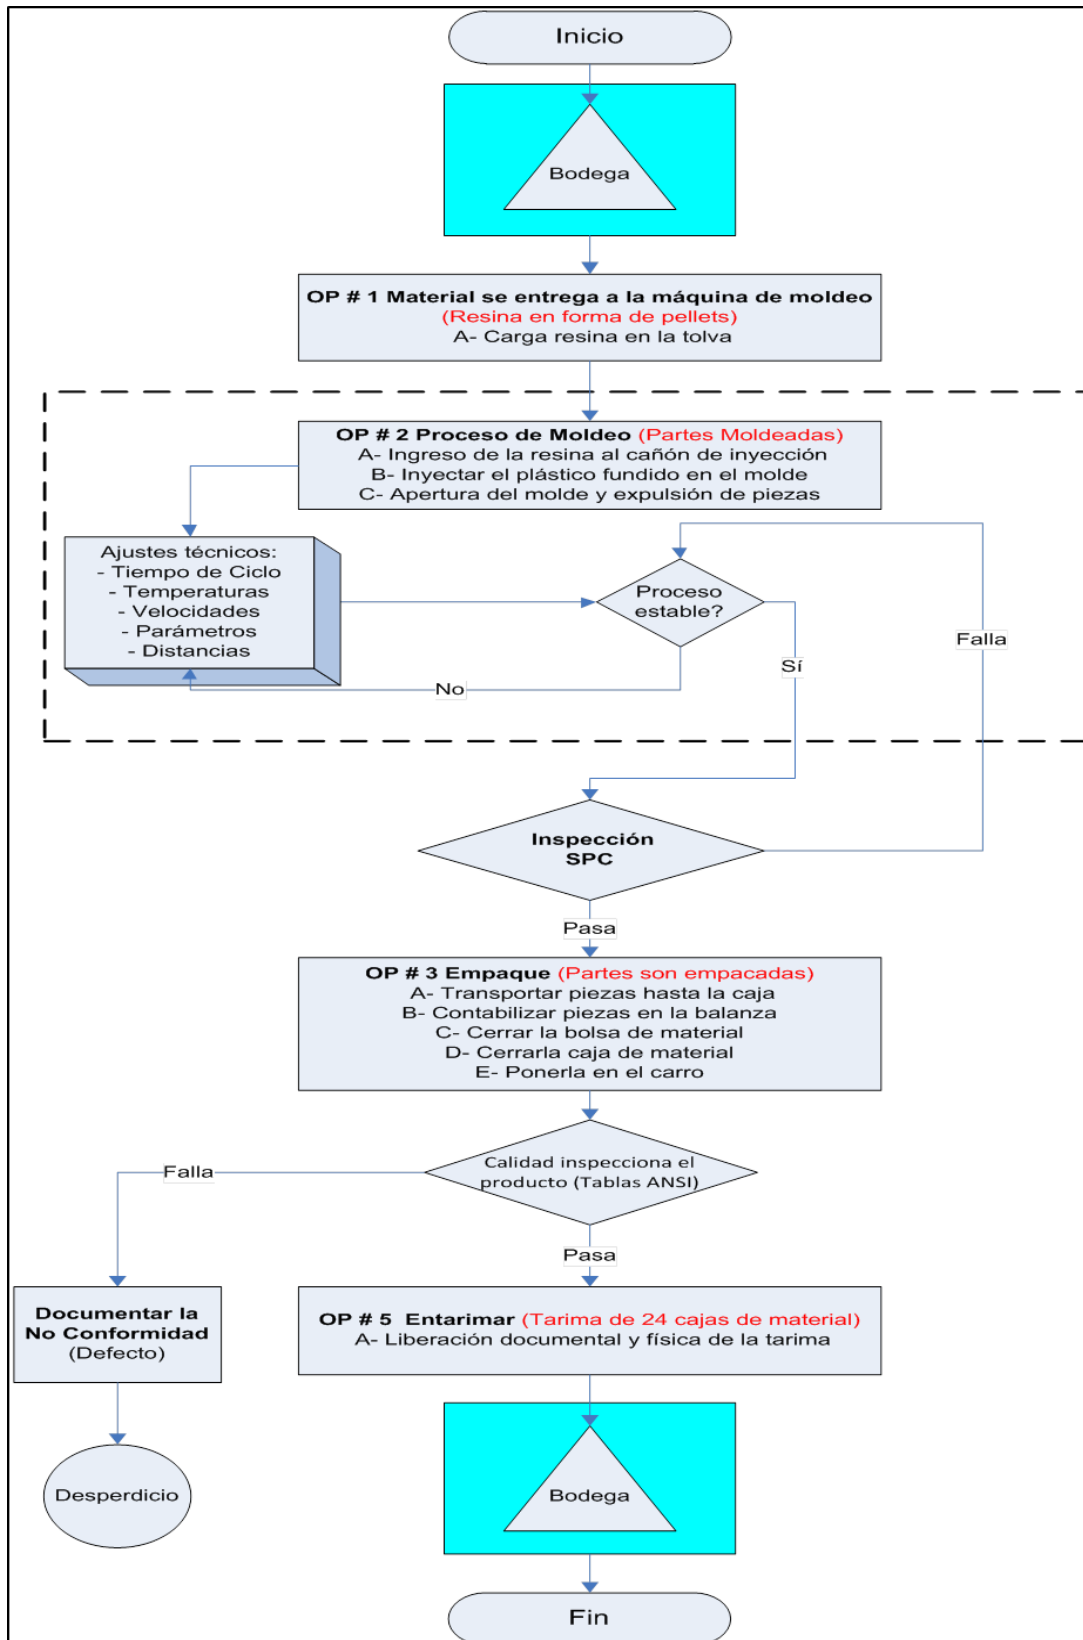 Inicio
Bodega
OP # 1 Material se entrega a la máquina de moldeo
(Resina en forma de pellets)
A- Carga resina en la tolva
OP # 2 Proceso de Moldeo (Partes Moldeadas)
A- Ingreso de la resina al cañón de inyección
B- Inyectar el plástico fundido en el molde
C- Apertura del molde y expulsión de piezas
Ajustes técnicos:
- Tiempo de Ciclo
- Temperaturas
- Velocidades
- Parámetros
- Distancias
Proceso
estable?
Falla
Sí
No
Inspección
SPC
Pasa
OP # 3 Empaque (Partes son empacadas)
A- Transportar piezas hasta la caja
B- Contabilizar piezas en la balanza
C- Cerrar la bolsa de material
D- Cerrarla caja de material
E- Ponerla en el carro
Calidad inspecciona el
producto (Tablas ANSI)
Falla
Pasa
Documentar la
No Conformidad
(Defecto)
OP # 5  Entarimar (Tarima de 24 cajas de material)
A- Liberación documental y física de la tarima
Desperdicio
Bodega
Fin